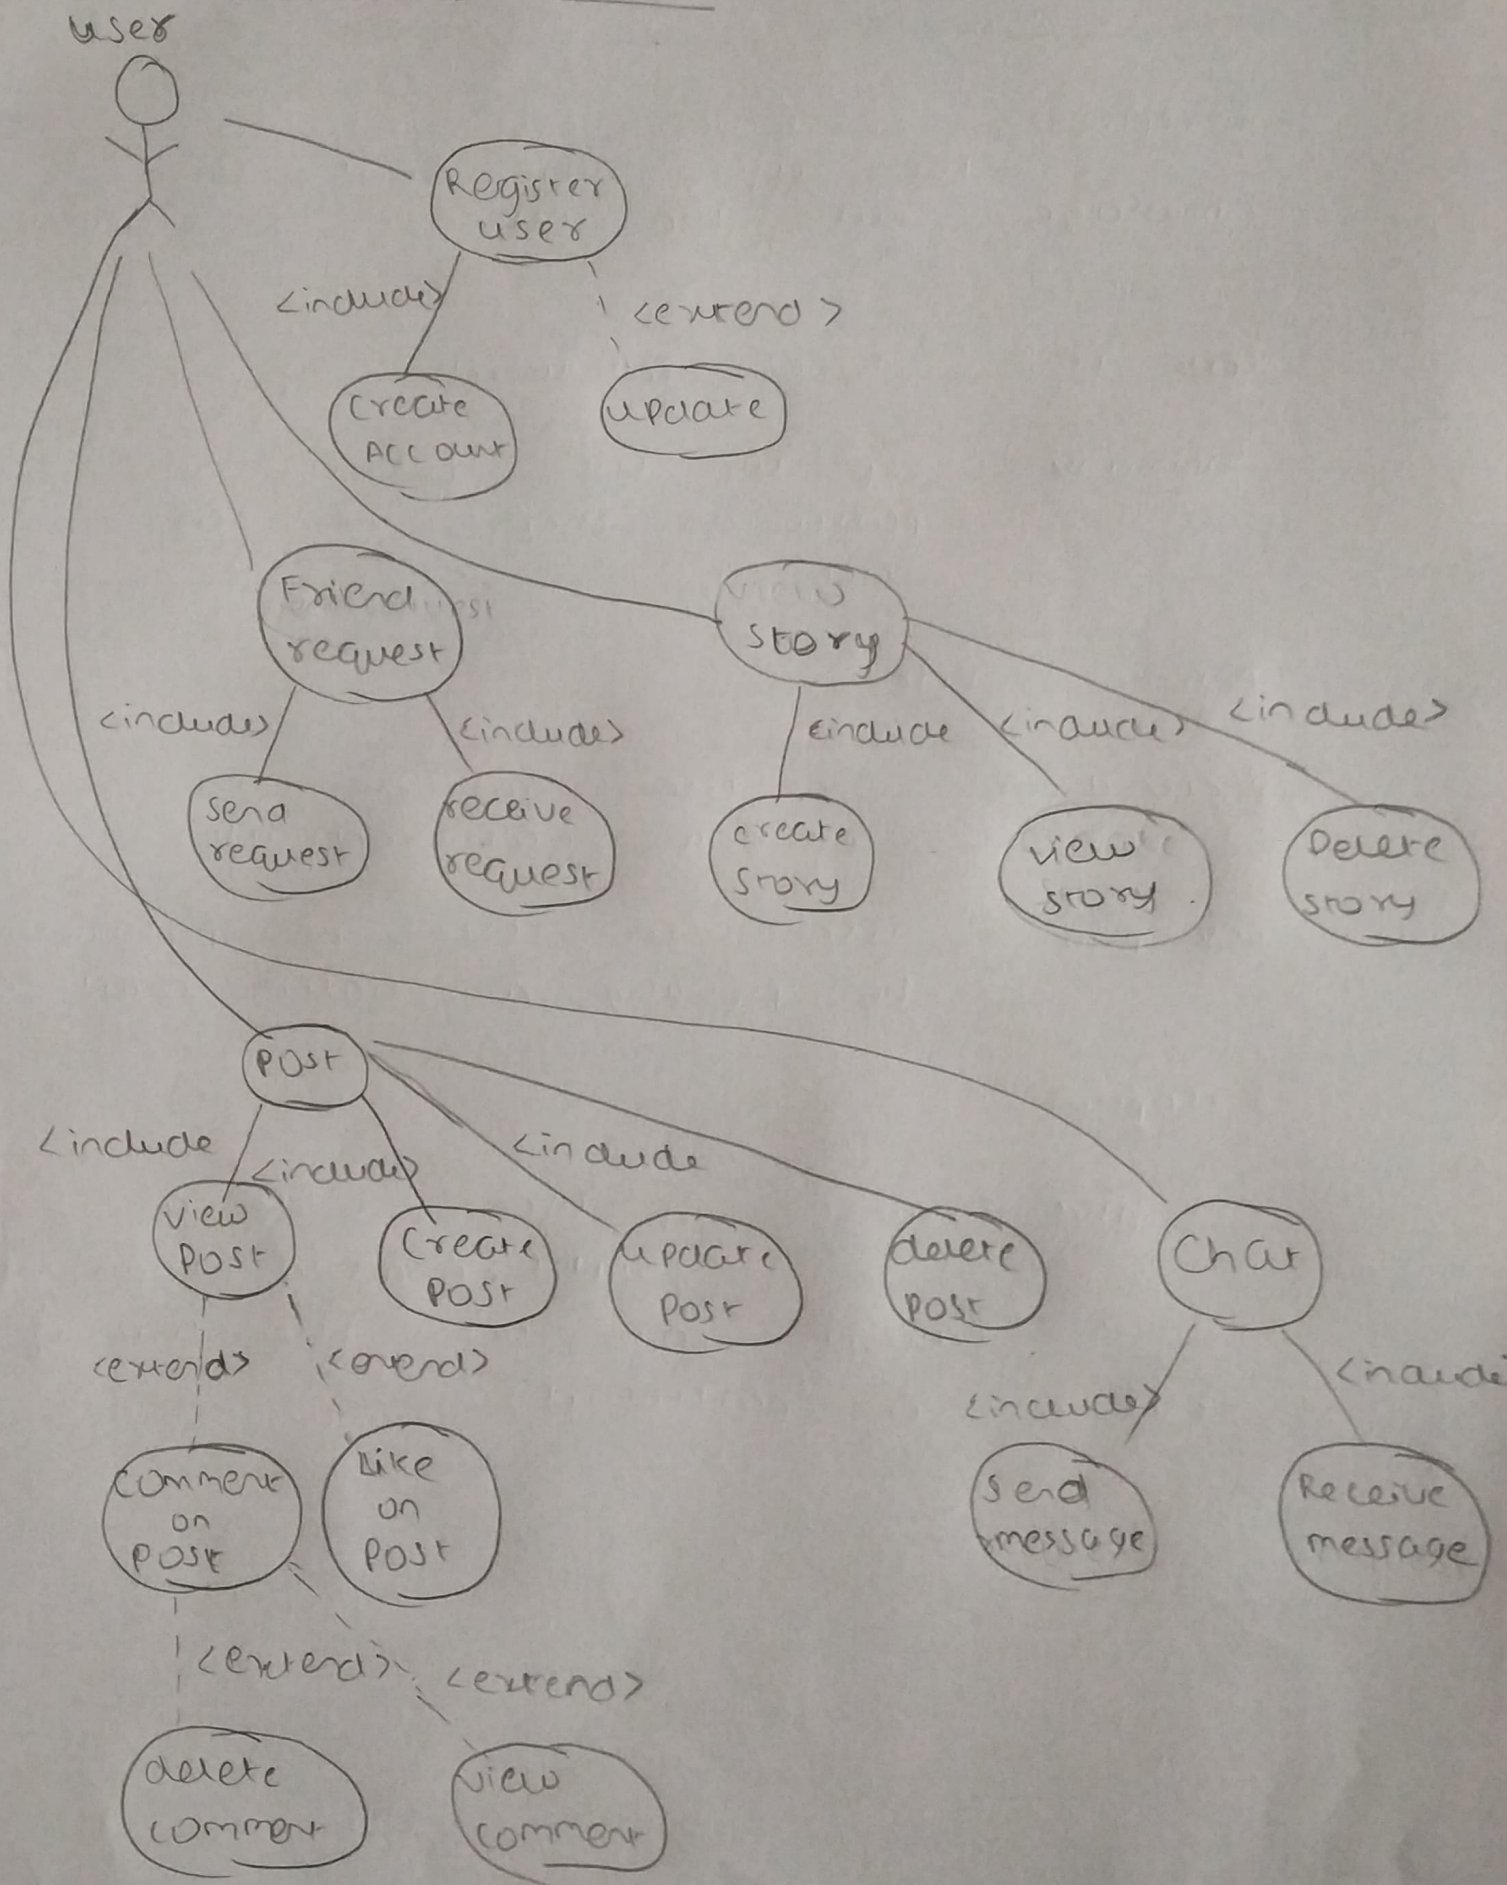 user
Register
user
<include>
<extend>
create
Account
update
Friend
request
view
story
<include>
<include>
<include
<include>
<include>
send
request
receive
request
create
story
view
story
Delete
story
Post
<include
<include>
<include
view
Post
Create
Post
update
Post
delete
post
Chat
<extend>
<extend>
<include>
<include
comment
on
Post
Like
on
Post
Send
message
Receive
message
<extend>
<extend>
delete
comment
view
comment